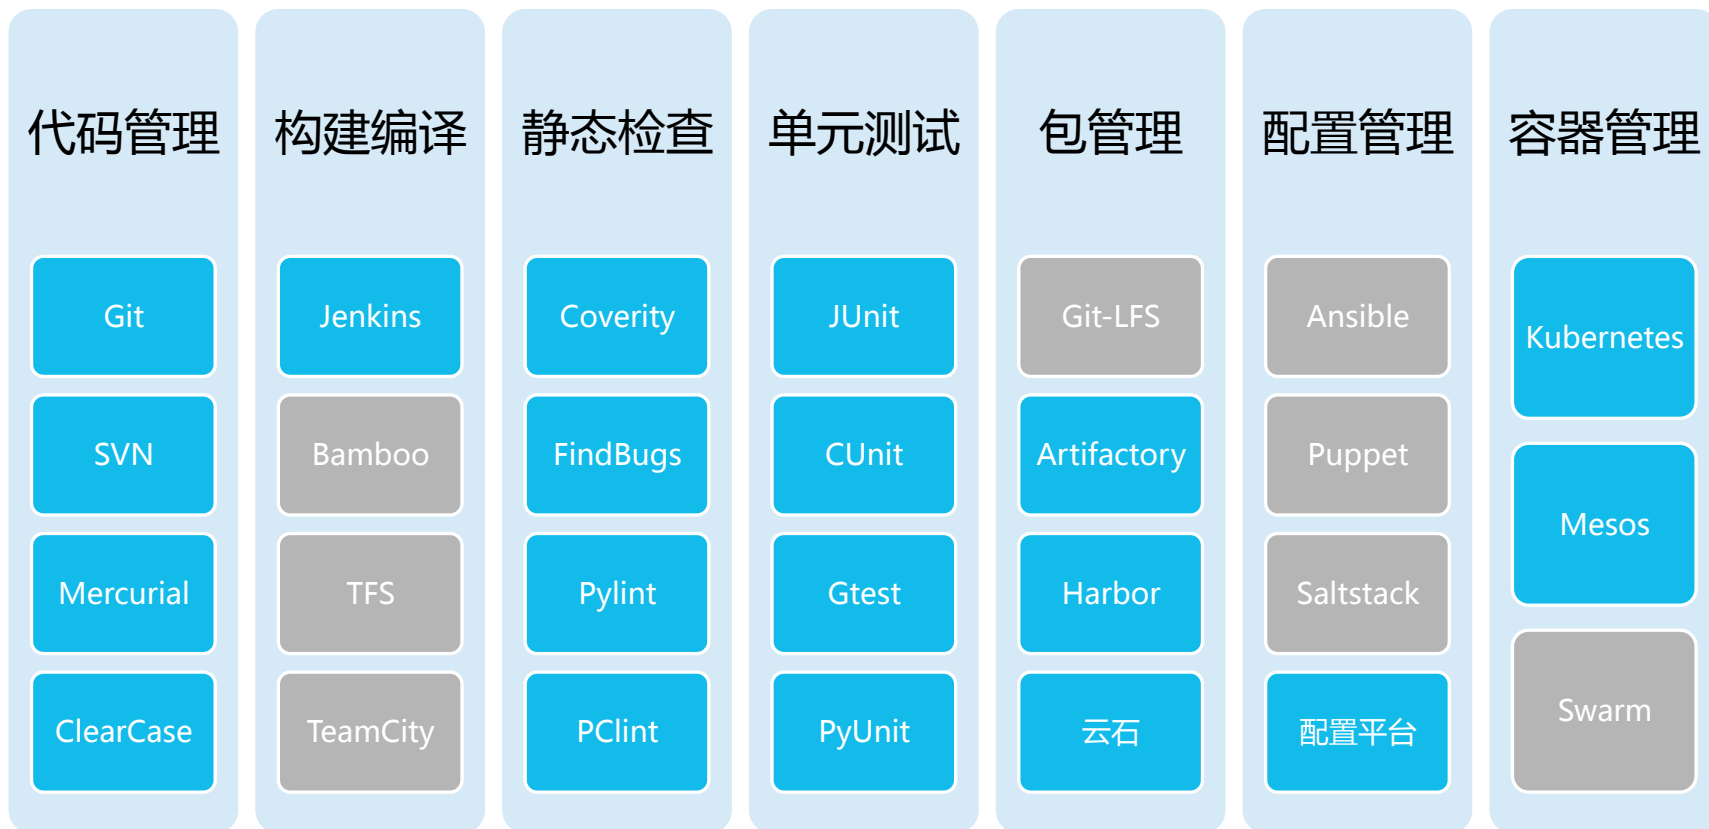 代码管理
Git
SVN
Mercurial
ClearCase
构建编译
Jenkins
Bamboo
TFS
TeamCity
静态检查
Coverity
FindBugs
Pylint
PClint
单元测试
JUnit
CUnit
Gtest
PyUnit
包管理
Git-LFS
Artifactory
Harbor
云石
配置管理
Ansible
Puppet
Saltstack
配置平台
容器管理
Kubernetes
Mesos
Swarm